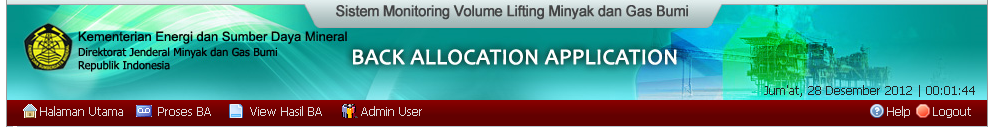 Sistem Monitoring Volume Lifting Minyak dan Gas Bumi
Kementerian Energi dan Sumber Daya Mineral
Direktorat Jenderal Minyak dan Gas Bumi
Republik Indonesia
BACK ALLOCATION APPLICATION
Jum'at, 28 Desember 2012 | 00:01:44
Halaman Utama Proses BA View Hasil BA Admin User Help Logout